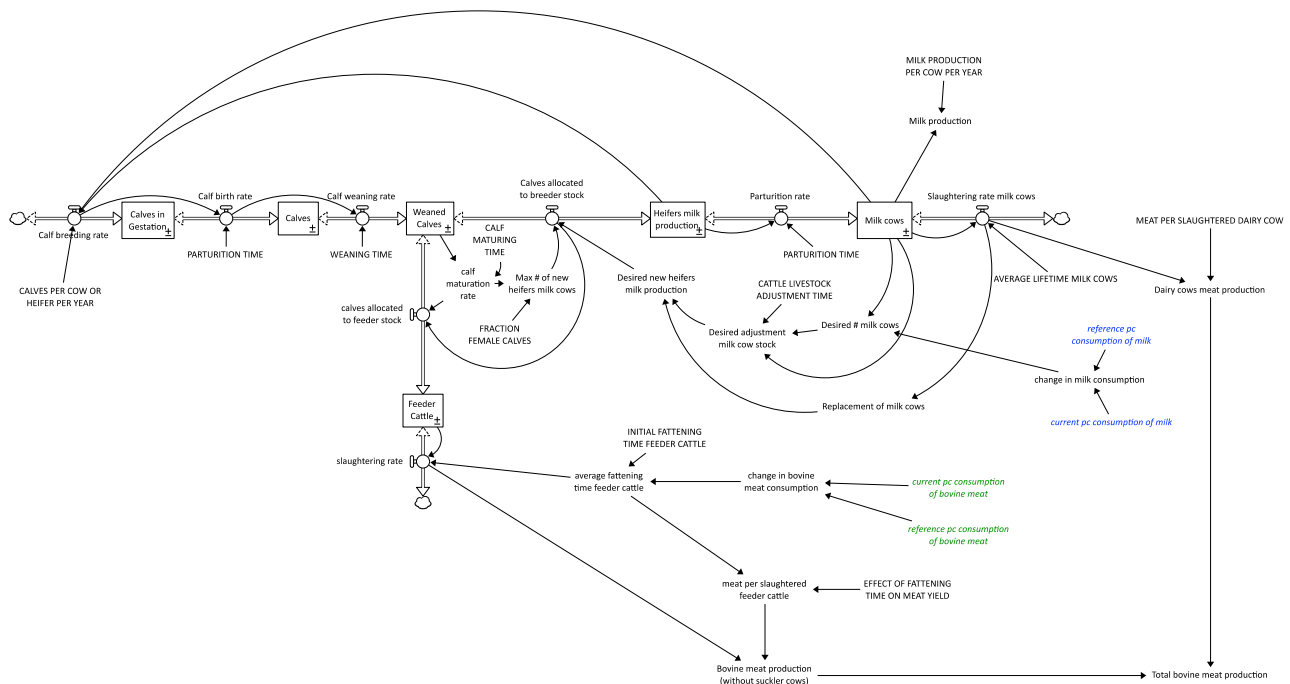 MILK PRODUCTION
PER COW PER YEAR
Milk production
Calves allocated
to breeder stock
Calf birth rate
Calf weaning rate
Parturition rate
Slaughtering rate milk cows
Calf breeding rate
Calves in
Gestation
±
Calves
±
Weaned
Calves
±
Heifers milk
production
±
Milk cows
±
MEAT PER SLAUGHTERED DAIRY COW
PARTURITION TIME
WEANING TIME
CALF
MATURING
TIME
PARTURITION TIME
CALVES PER COW OR
HEIFER PER YEAR
calf
maturation
rate
Max # of new
heifers milk cows
Desired new heifers
milk production
CATTLE LIVESTOCK
ADJUSTMENT TIME
AVERAGE LIFETIME MILK COWS
Dairy cows meat production
calves allocated
to feeder stock
FRACTION
FEMALE CALVES
Desired adjustment
milk cow stock
Desired # milk cows
reference pc
consumption of milk
change in milk consumption
Feeder
Cattle
±
Replacement of milk cows
current pc consumption of milk
INITIAL FATTENING
TIME FEEDER CATTLE
slaughtering rate
average fattening
time feeder cattle
change in bovine
meat consumption
current pc consumption
of bovine meat
reference pc consumption
of bovine meat
meat per slaughtered
feeder cattle
EFFECT OF FATTENING
TIME ON MEAT YIELD
Bovine meat production
(without suckler cows)
Total bovine meat production